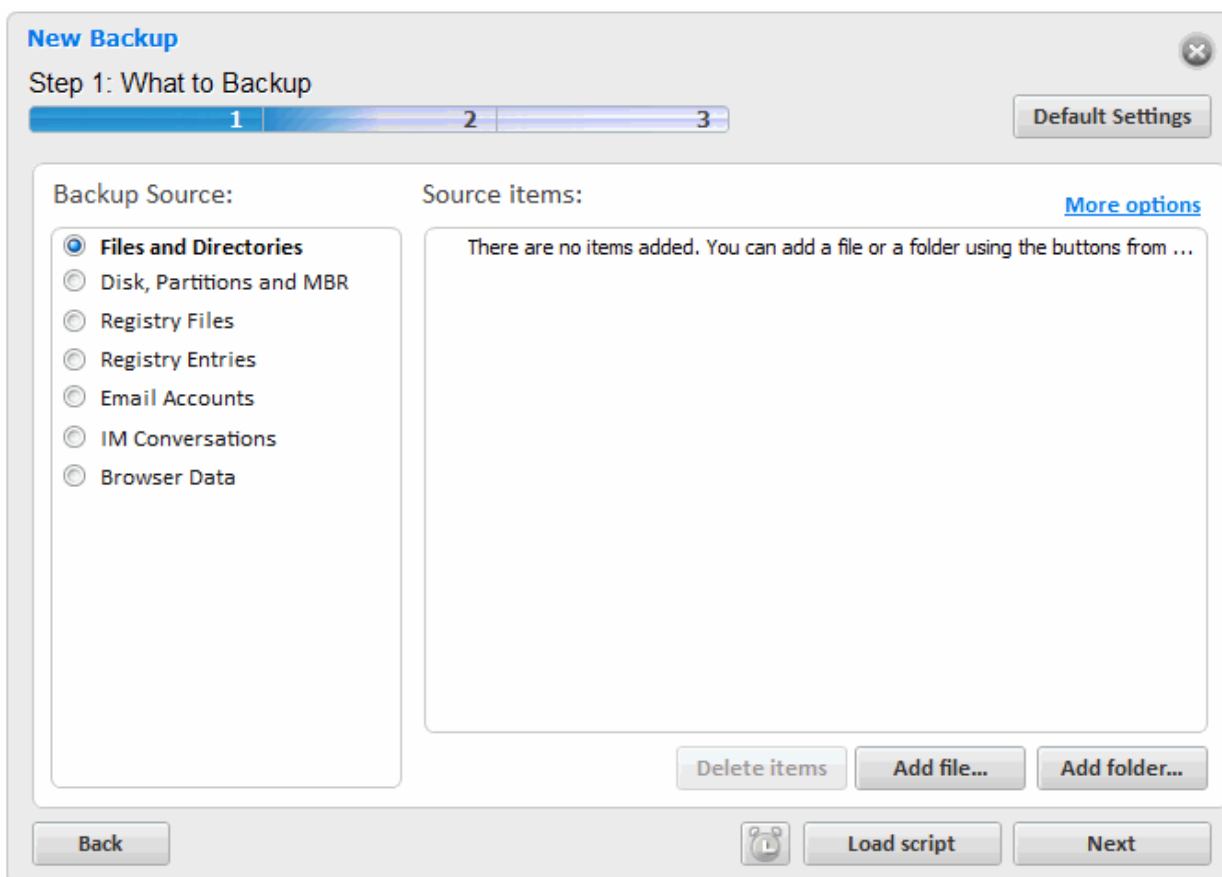 New Backup
Step 1: What to Backup
1 2 3
Default Settings
Backup Source:
Source items:
More options
Files and Directories
Disk, Partitions and MBR
Registry Files
Registry Entries
Email Accounts
IM Conversations
Browser Data
There are no items added. You can add a file or a folder using the buttons from ...
Delete items
Add file...
Add folder...
Back
Load script
Next